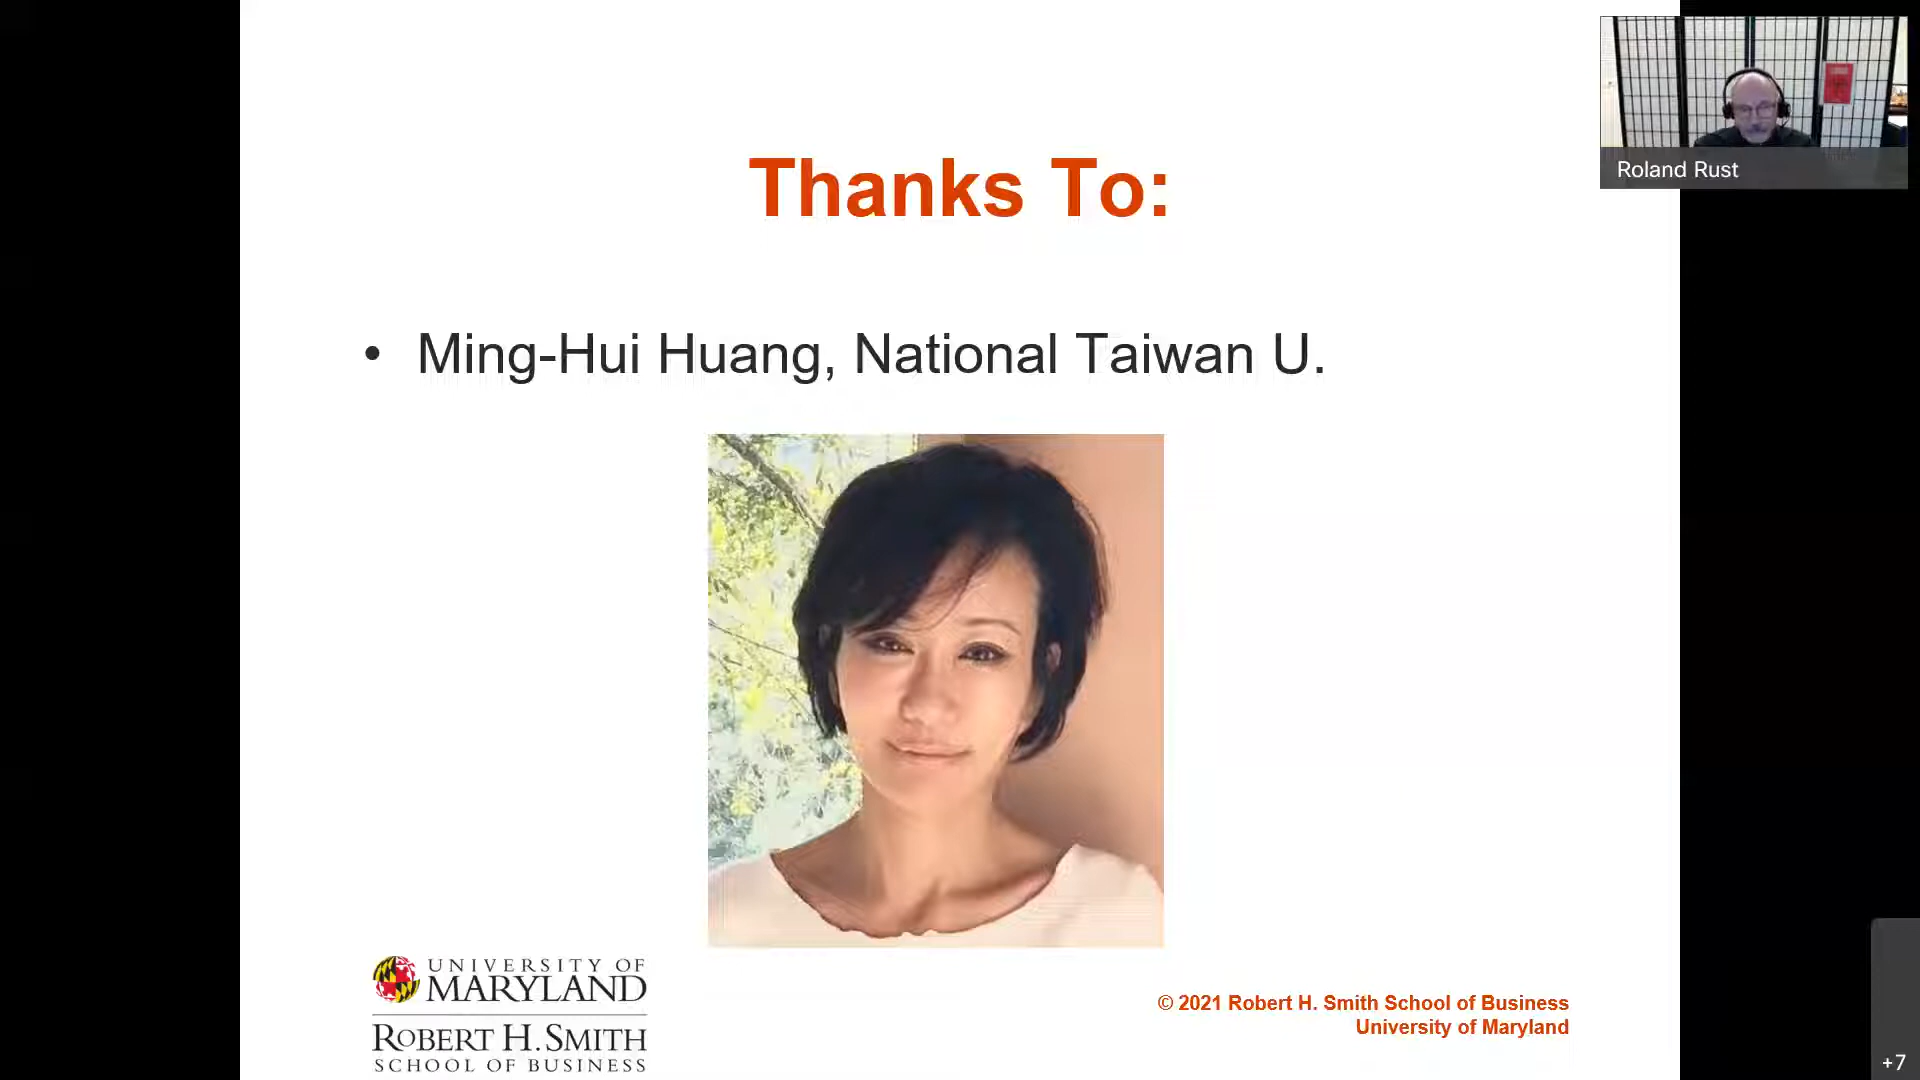 Roland Rust
Thanks To:
• Ming-Hui Huang, National Taiwan U.
UNIVERSITY OF
MARYLAND
ROBERT H. SMITH
SCHOOL OF BUSINESS
© 2021 Robert H. Smith School of Business
University of Maryland
+7